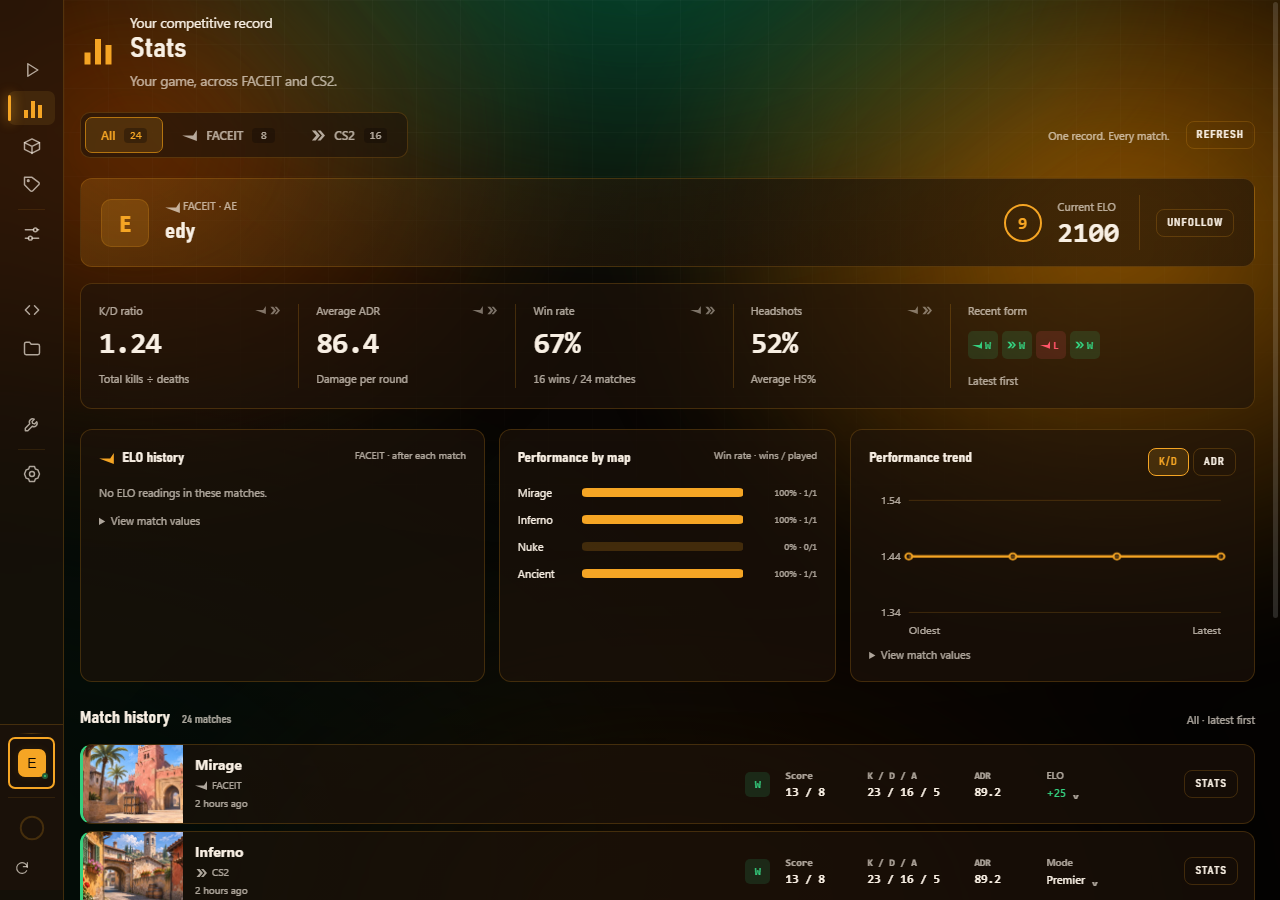 Your competitive record
Stats
Your game, across FACEIT and CS2.
All 24 FACEIT 8 CS2 16
One record. Every match. REFRESH
E
FACEIT · AE
edy
9
Current ELO
2100
UNFOLLOW
K/D ratio
1.24
Total kills ÷ deaths
Average ADR
86.4
Damage per round
Win rate
67%
16 wins / 24 matches
Headshots
52%
Average HS%
Recent form
W W L W
Latest first
ELO history FACEIT · after each match
No ELO readings in these matches.
View match values
Performance by map Win rate · wins / played
Mirage 100% · 1/1
Inferno 100% · 1/1
Nuke 0% · 0/1
Ancient 100% · 1/1
Performance trend K/D ADR
1.54
1.44
1.34
Oldest Latest
View match values
Match history 24 matches All · latest first
Mirage
FACEIT
2 hours ago
W
Score
13 / 8
K / D / A
23 / 16 / 5
ADR
89.2
ELO
+25
STATS
Inferno
CS2
2 hours ago
W
Score
13 / 8
K / D / A
23 / 16 / 5
ADR
89.2
Mode
Premier
STATS
E